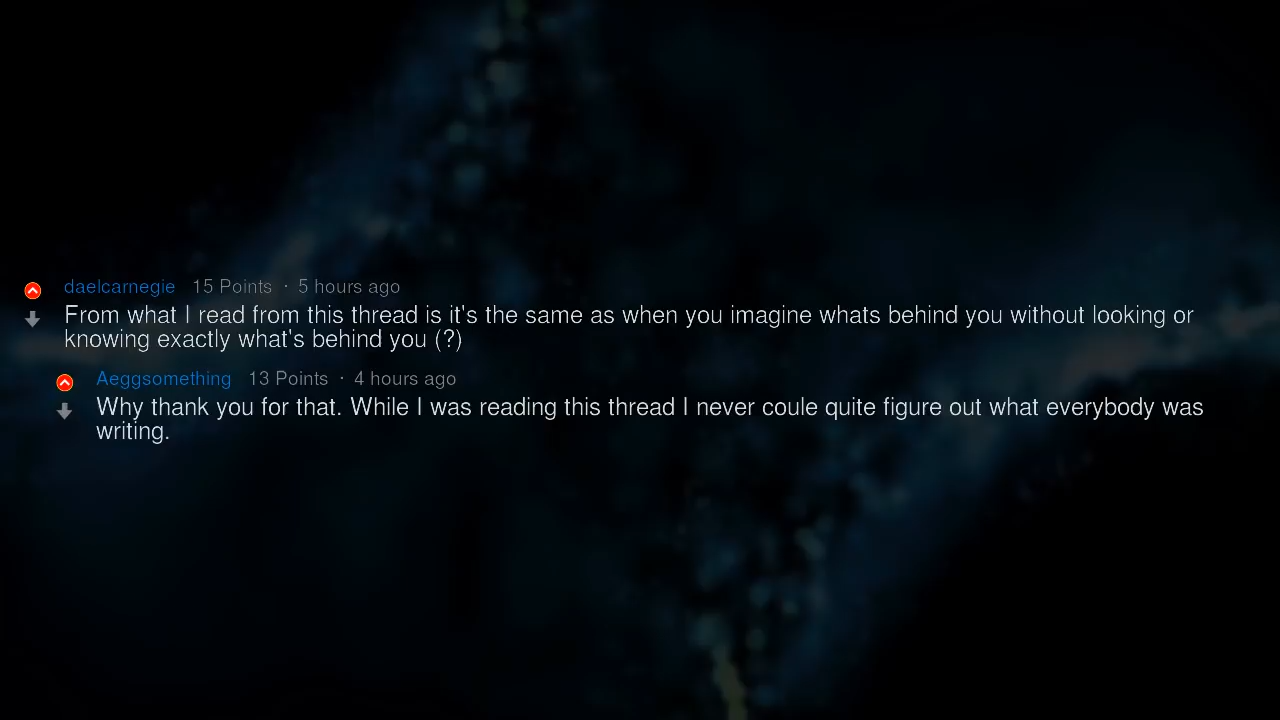 daelcarnegie 15 Points · 5 hours ago
From what I read from this thread is it's the same as when you imagine whats behind you without looking or
knowing exactly what's behind you (?)
Aeggsomething 13 Points · 4 hours ago
Why thank you for that. While I was reading this thread I never coule quite figure out what everybody was
writing.